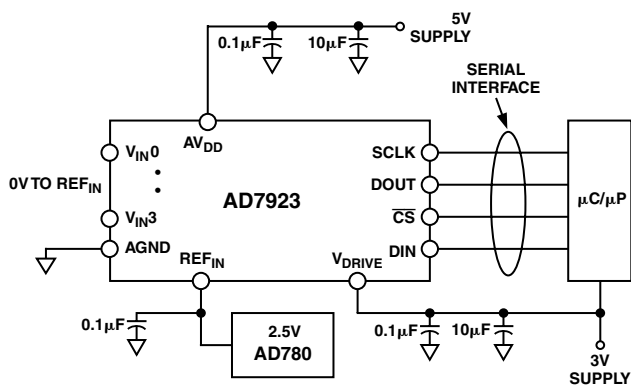 5V
SUPPLY
0.1µF
10µF
SERIAL
INTERFACE
AVDD
VIN0
0V TO REFIN
VIN3
AGND
AD7923
SCLK
DOUT
CS
DIN
µC/µP
REFIN
VDRIVE
0.1µF
2.5V
AD780
0.1µF
10µF
3V
SUPPLY